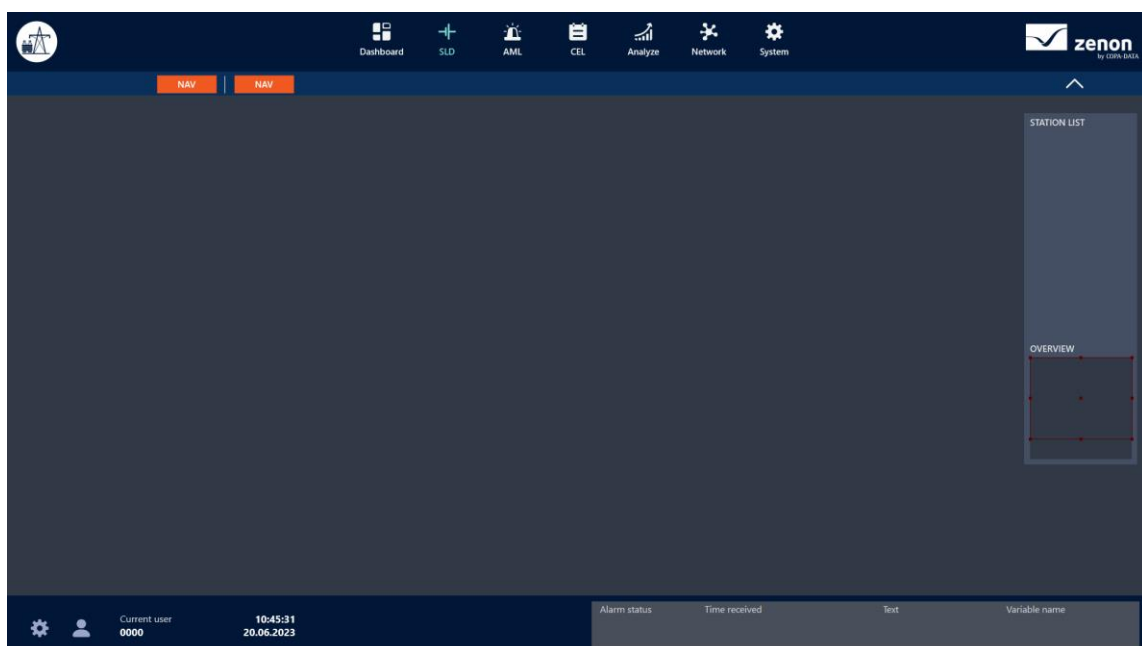 Dashboard
SLD
AML
CEL
Analyze
Network
System
zenon
by COPA-DATA
NAV
NAV
STATION LIST
OVERVIEW
Current user
0000
10:45:31
20.06.2023
Alarm status
Time received
Text
Variable name